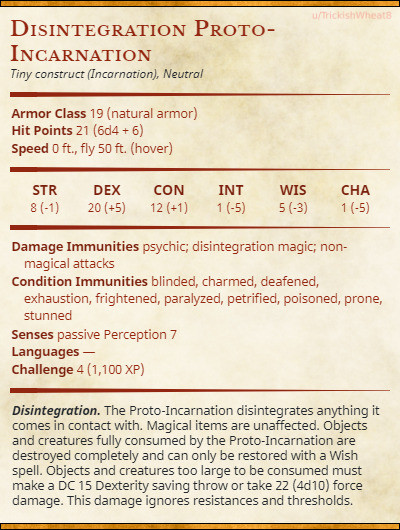 u/TrickishWheat8
Disintegration Proto-
Incarnation
Tiny construct (Incarnation), Neutral
Armor Class 19 (natural armor)
Hit Points 21 (6d4 + 6)
Speed 0 ft., fly 50 ft. (hover)
STR DEX CON INT WIS CHA
8 (-1) 20 (+5) 12 (+1) 1 (-5) 5 (-3) 1 (-5)
Damage Immunities psychic; disintegration magic; non-
magical attacks
Condition Immunities blinded, charmed, deafened,
exhaustion, frightened, paralyzed, petrified, poisoned, prone,
stunned
Senses passive Perception 7
Languages —
Challenge 4 (1,100 XP)
Disintegration. The Proto-Incarnation disintegrates anything it
comes in contact with. Magical items are unaffected. Objects
and creatures fully consumed by the Proto-Incarnation are
destroyed completely and can only be restored with a Wish
spell. Objects and creatures too large to be consumed must
make a DC 15 Dexterity saving throw or take 22 (4d10) force
damage. This damage ignores resistances and thresholds.